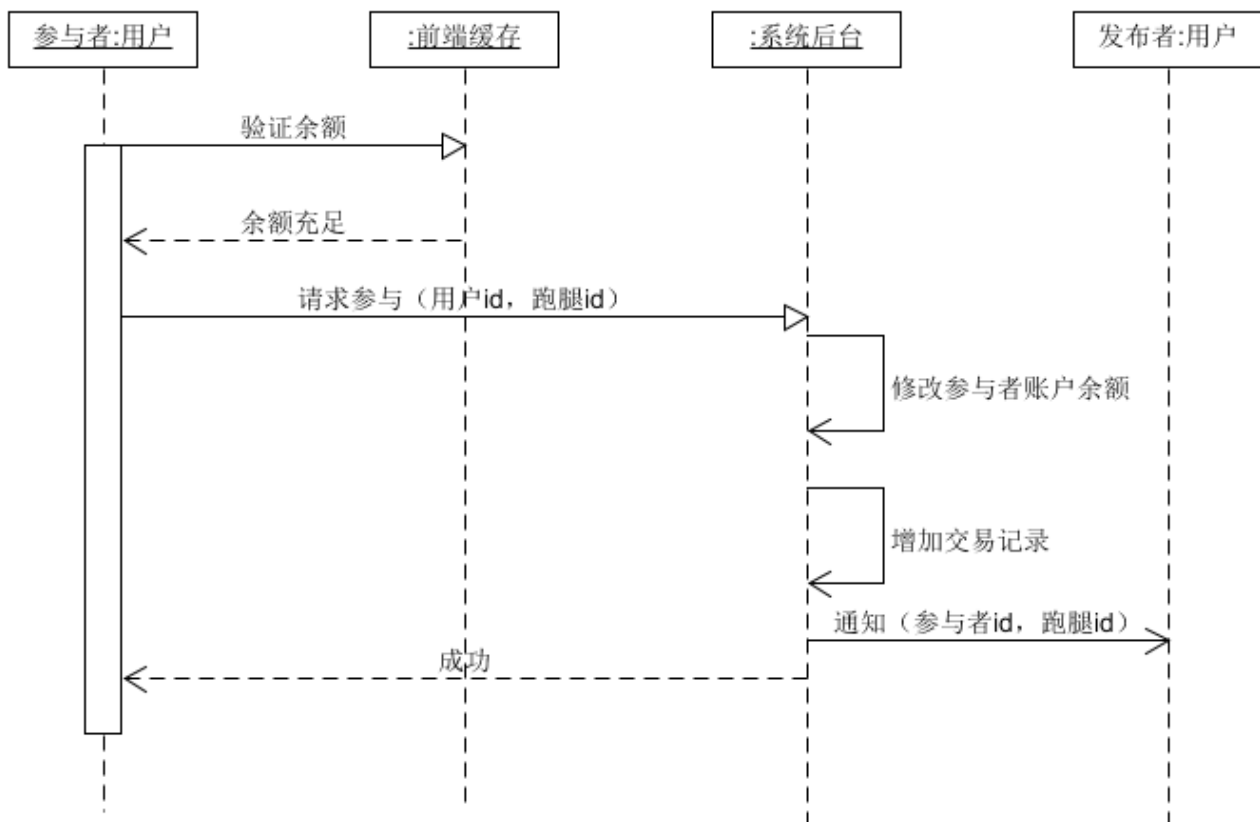 参与者:用户
:前端缓存
:系统后台
发布者:用户
验证余额
余额充足
请求参与（用户id，跑腿id）
修改参与者账户余额
增加交易记录
通知（参与者id，跑腿id）
成功